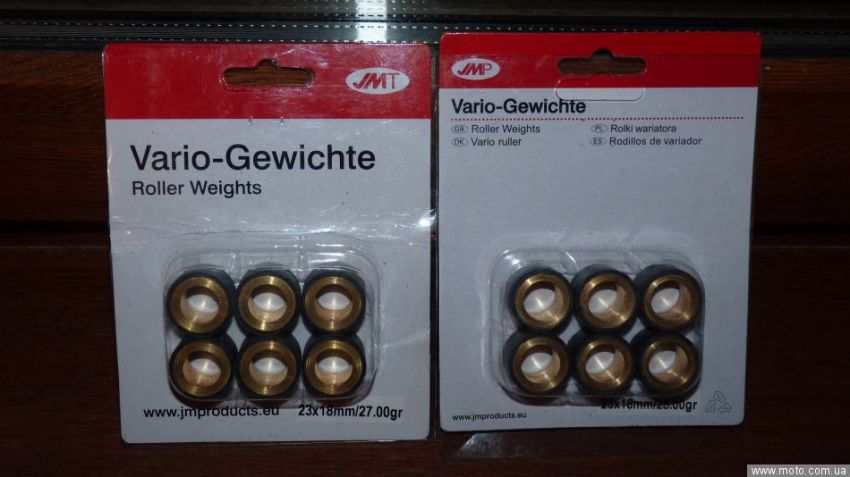 JMT
Vario-Gewichte
Roller Weights
www.jmproducts.eu
23x18mm/27.00gr
JMP
Vario-Gewichte
GB Roller Weights
DK Vario ruller
PL Rolki wariatora
ES Rodillos de variador
www.jmproducts.eu
www.moto.com.ua